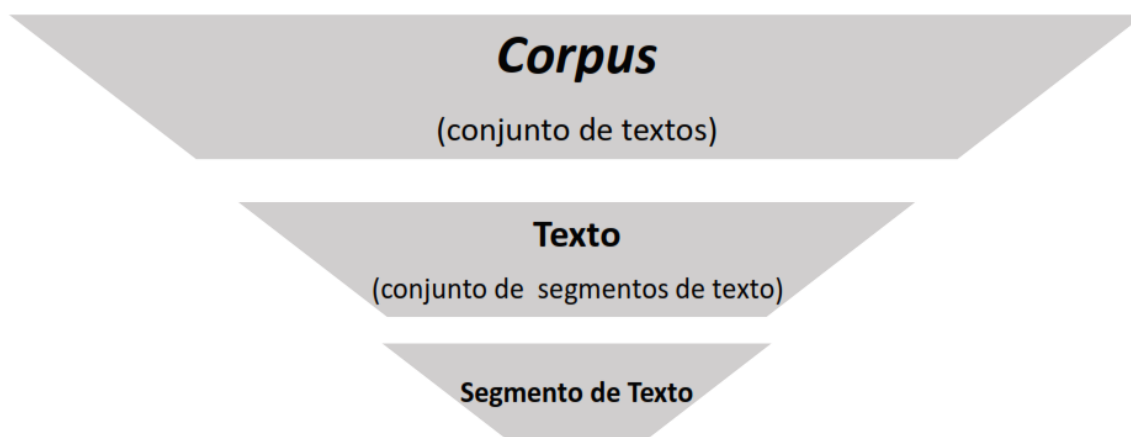 Corpus
(conjunto de textos)
Texto
(conjunto de segmentos de texto)
Segmento de Texto